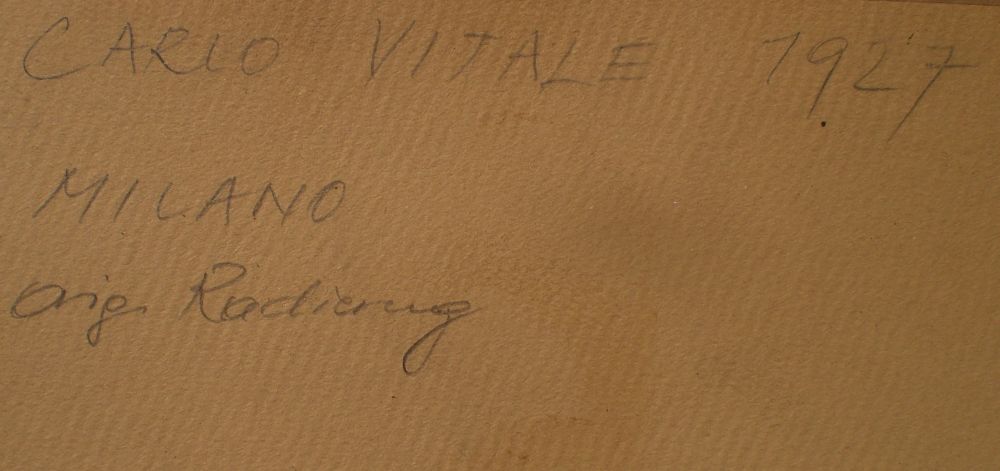 CARLO VITALE 1927
MILANO
Orig. Radierung